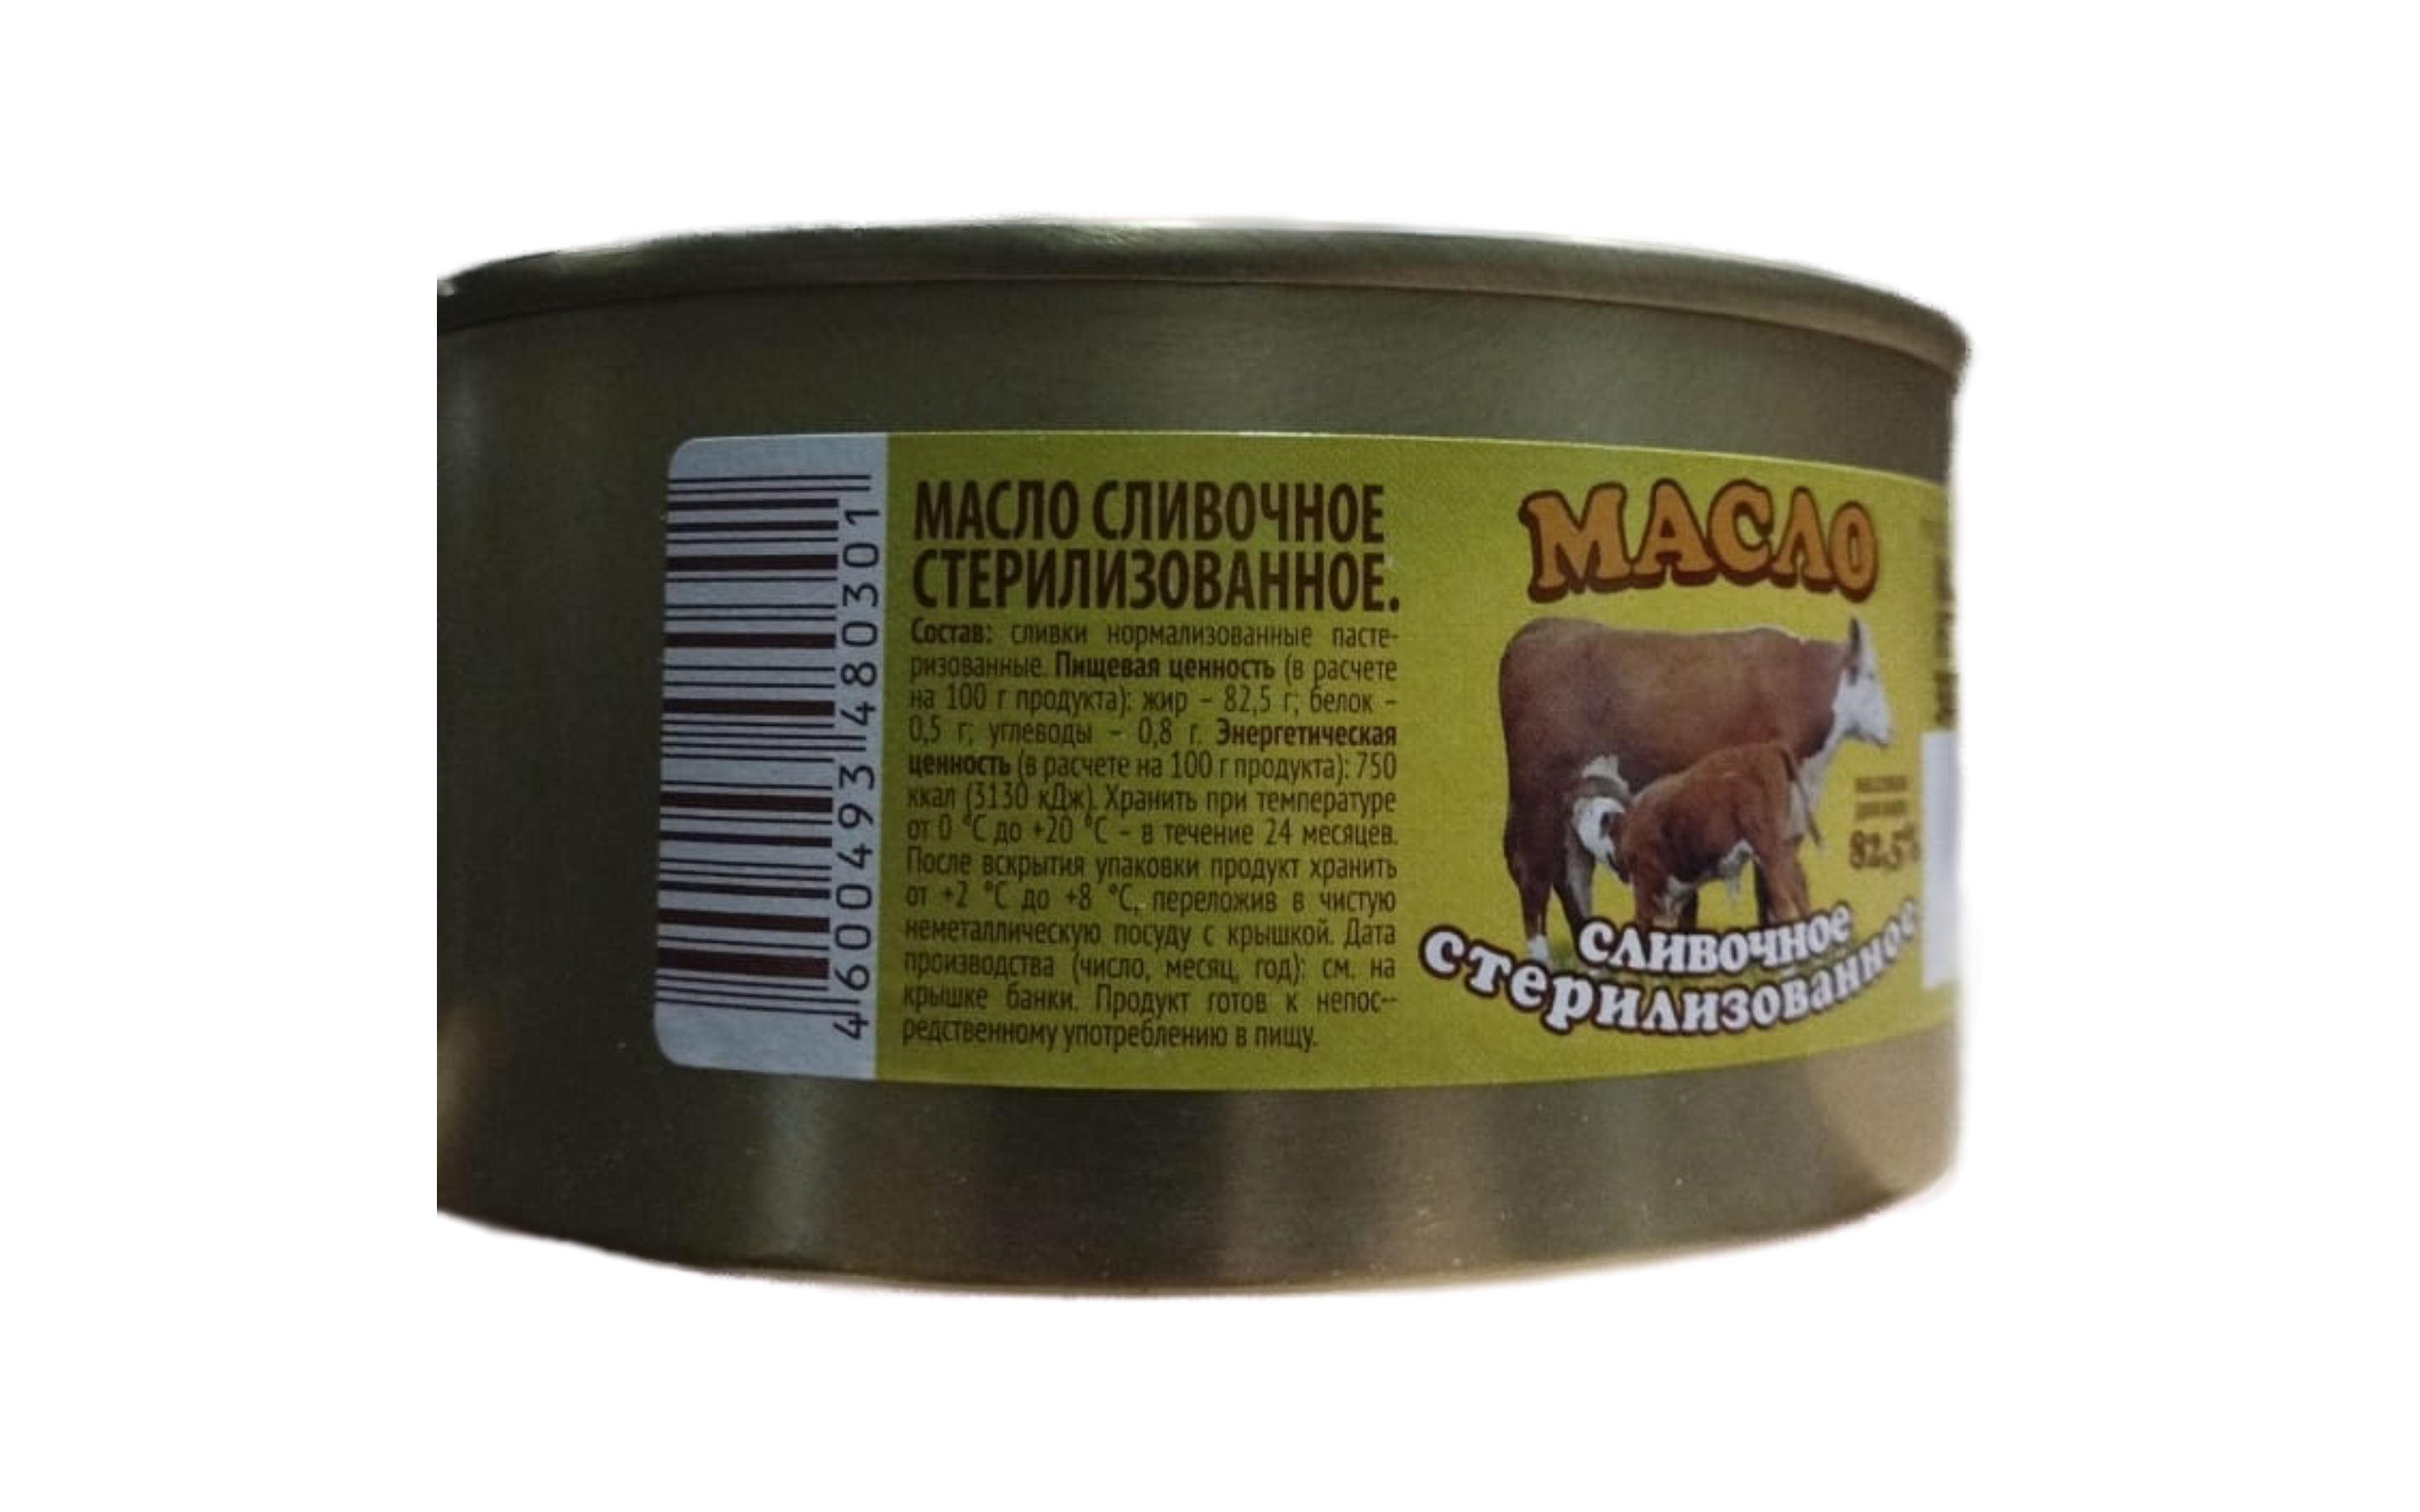 4600493480301
МАСЛО СЛИВОЧНОЕ
СТЕРИЛИЗОВАННОЕ.
Состав: сливки нормализованные пасте-
ризованные. Пищевая ценность (в расчете
на 100 г продукта): жир – 82,5 г; белок –
0,5 г; углеводы – 0,8 г. Энергетическая
ценность (в расчете на 100 г продукта): 750
ккал (3130 кДж). Хранить при температуре
от 0 °С до +20 °С – в течение 24 месяцев.
После вскрытия упаковки продукт хранить
от +2 °С до +8 °С, переложив в чистую
неметаллическую посуду с крышкой. Дата
производства (число, месяц, год): см. на
крышке банки. Продукт готов к непос--
редственному употреблению в пищу.
МАСЛО
82,5%
сливочное
стерилизованное